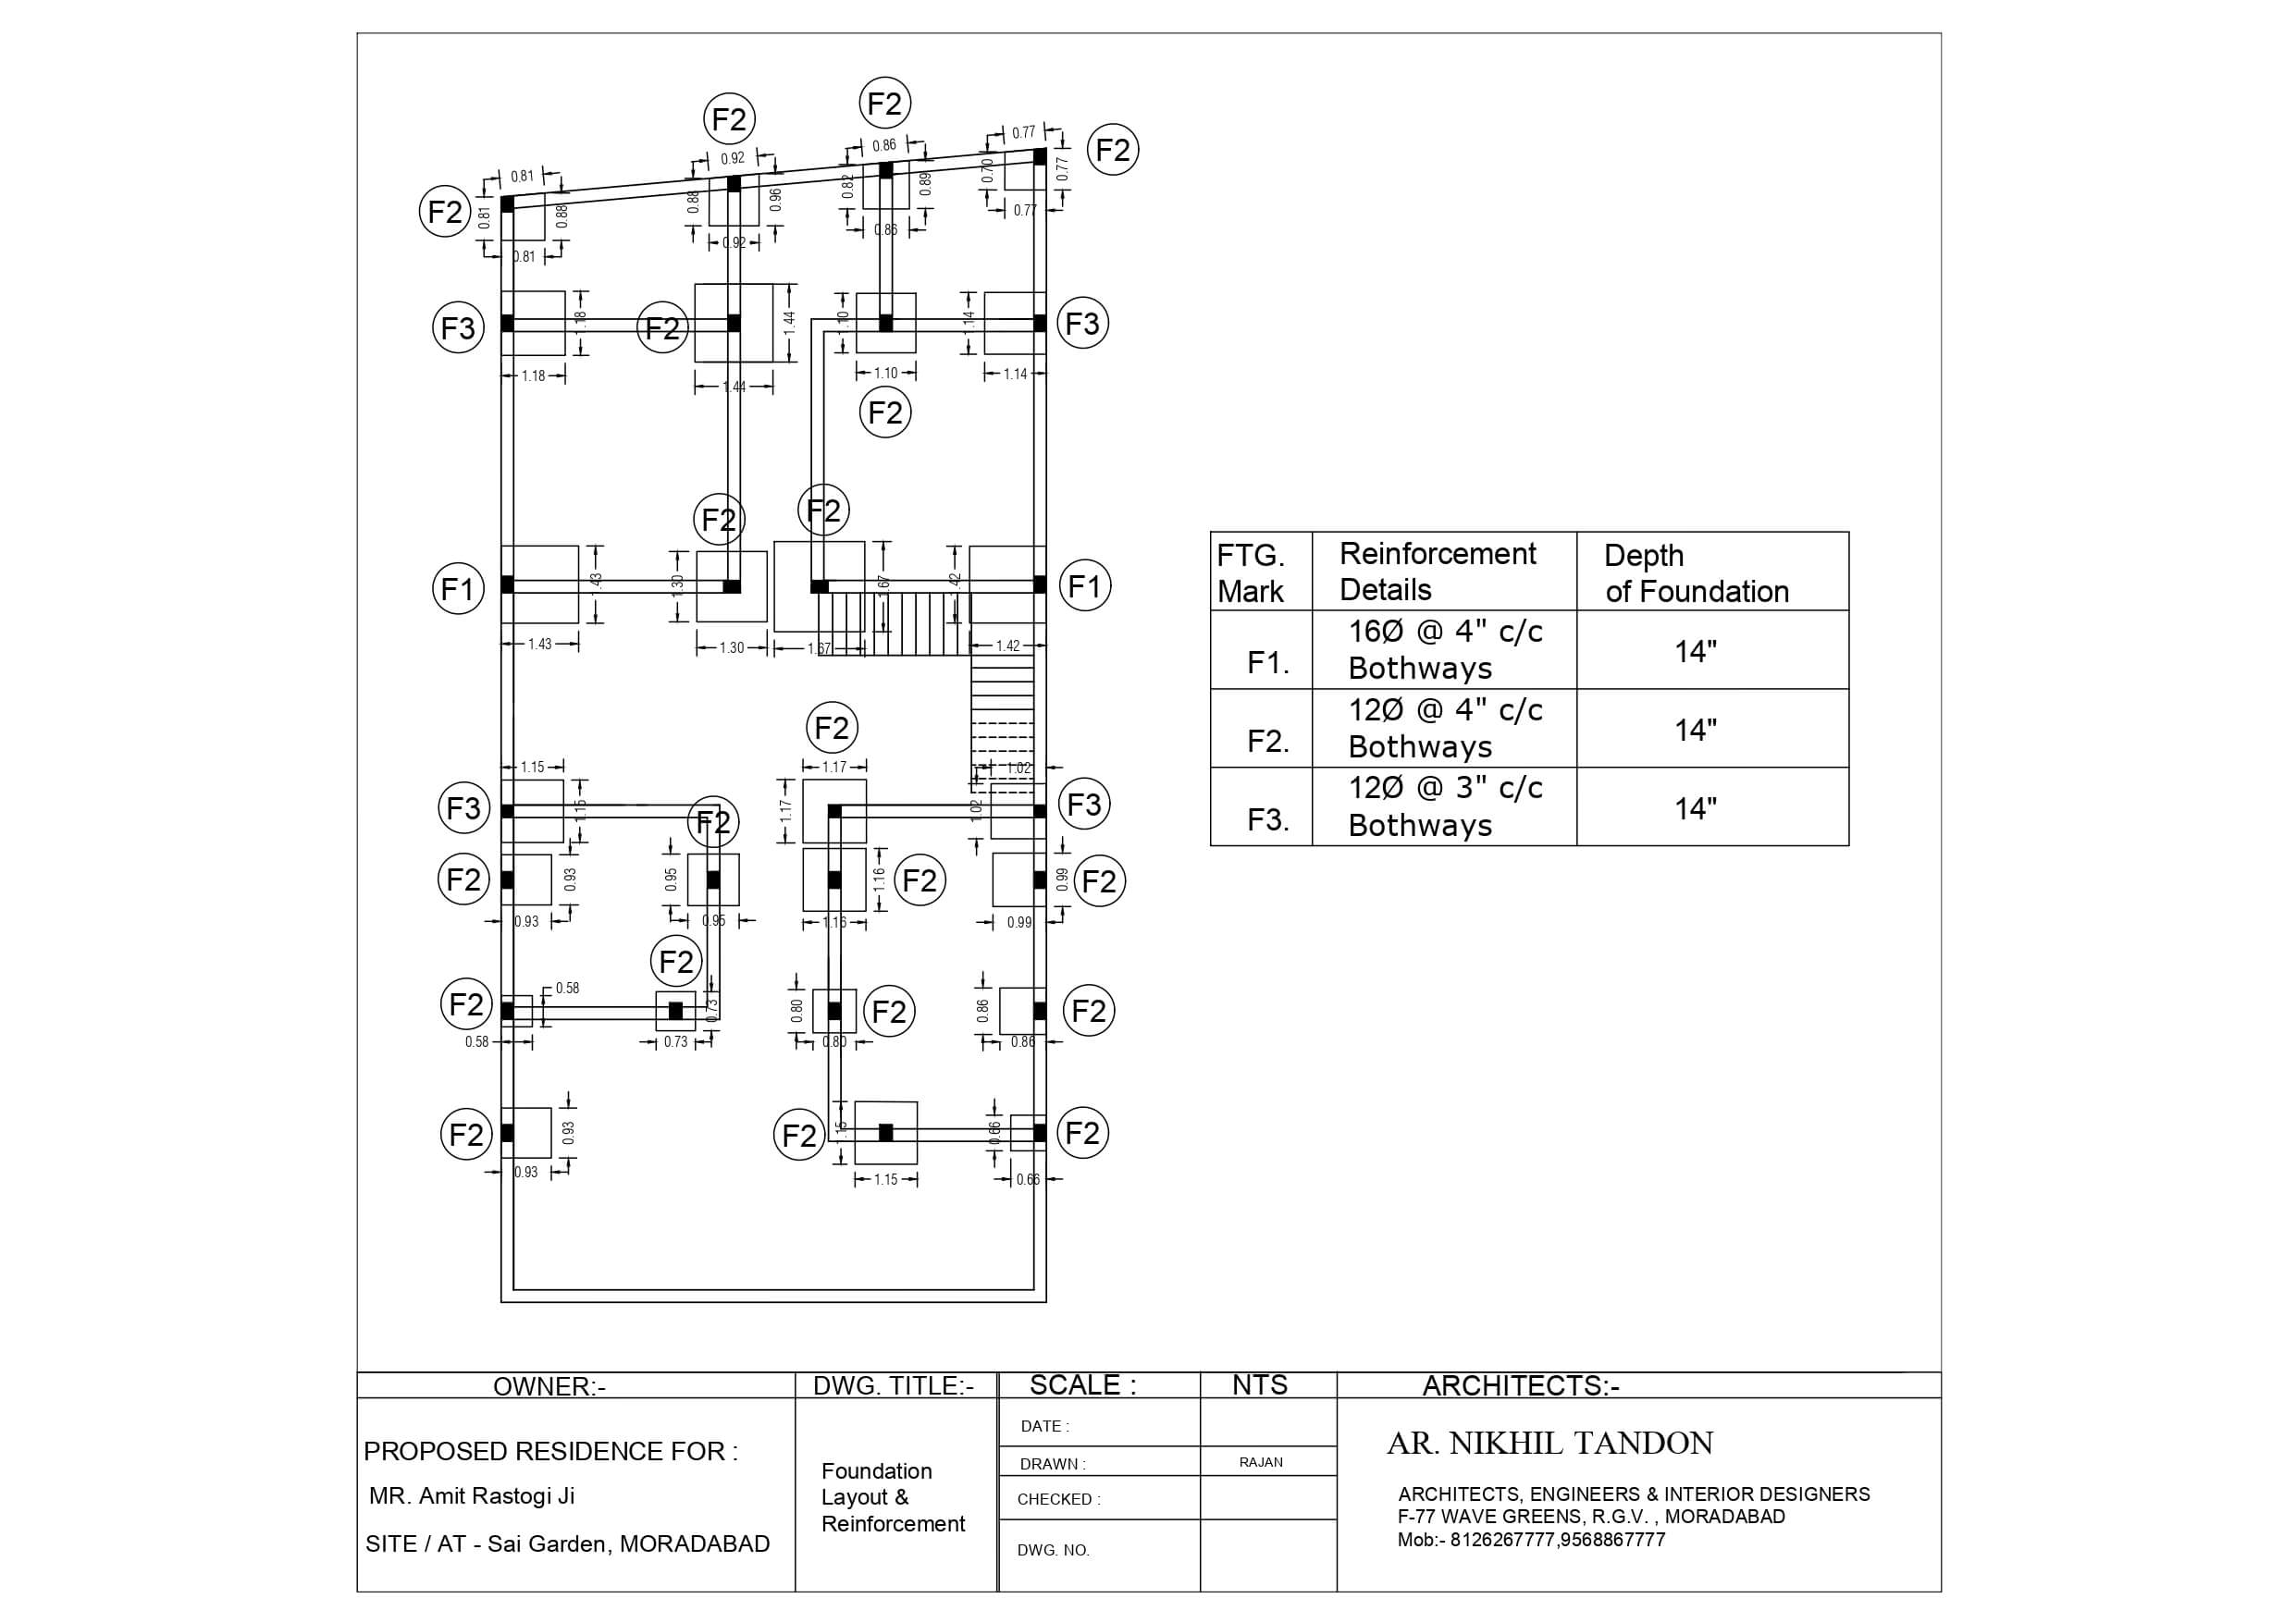 F2
F2
0.77
F2
0.86
0.92
0.81
0.70
0.77
0.82
0.89
0.88
0.96
F2
0.81
0.88
0.77
0.86
0.92
0.81
F3
1.18
F2
1.44
1.10
1.14
F3
1.18
1.44
1.10
1.14
F2
F2
F2
F1
1.43
1.30
1.67
1.42
F1
1.43
1.30
1.67
1.42
F2
1.15
1.17
1.02
F3
1.15
F2
1.17
1.02
F3
F2
0.93
0.95
1.16
F2
0.99
F2
0.93
0.95
1.16
0.99
F2
F2
0.58
0.73
0.80
F2
0.86
F2
0.58
0.73
0.80
0.86
F2
0.93
F2
1.15
0.66
F2
0.93
1.15
0.66
FTG. Mark
Reinforcement Details
Depth of Foundation
F1.
16Ø @ 4" c/c
Bothways
14"
F2.
12Ø @ 4" c/c
Bothways
14"
F3.
12Ø @ 3" c/c
Bothways
14"
OWNER:-
PROPOSED RESIDENCE FOR :
MR. Amit Rastogi Ji
SITE / AT - Sai Garden, MORADABAD
DWG. TITLE:-
Foundation
Layout &
Reinforcement
SCALE :
NTS
DATE :
DRAWN :
RAJAN
CHECKED :
DWG. NO.
ARCHITECTS:-
AR. NIKHIL TANDON
ARCHITECTS, ENGINEERS & INTERIOR DESIGNERS
F-77 WAVE GREENS, R.G.V. , MORADABAD
Mob:- 8126267777,9568867777